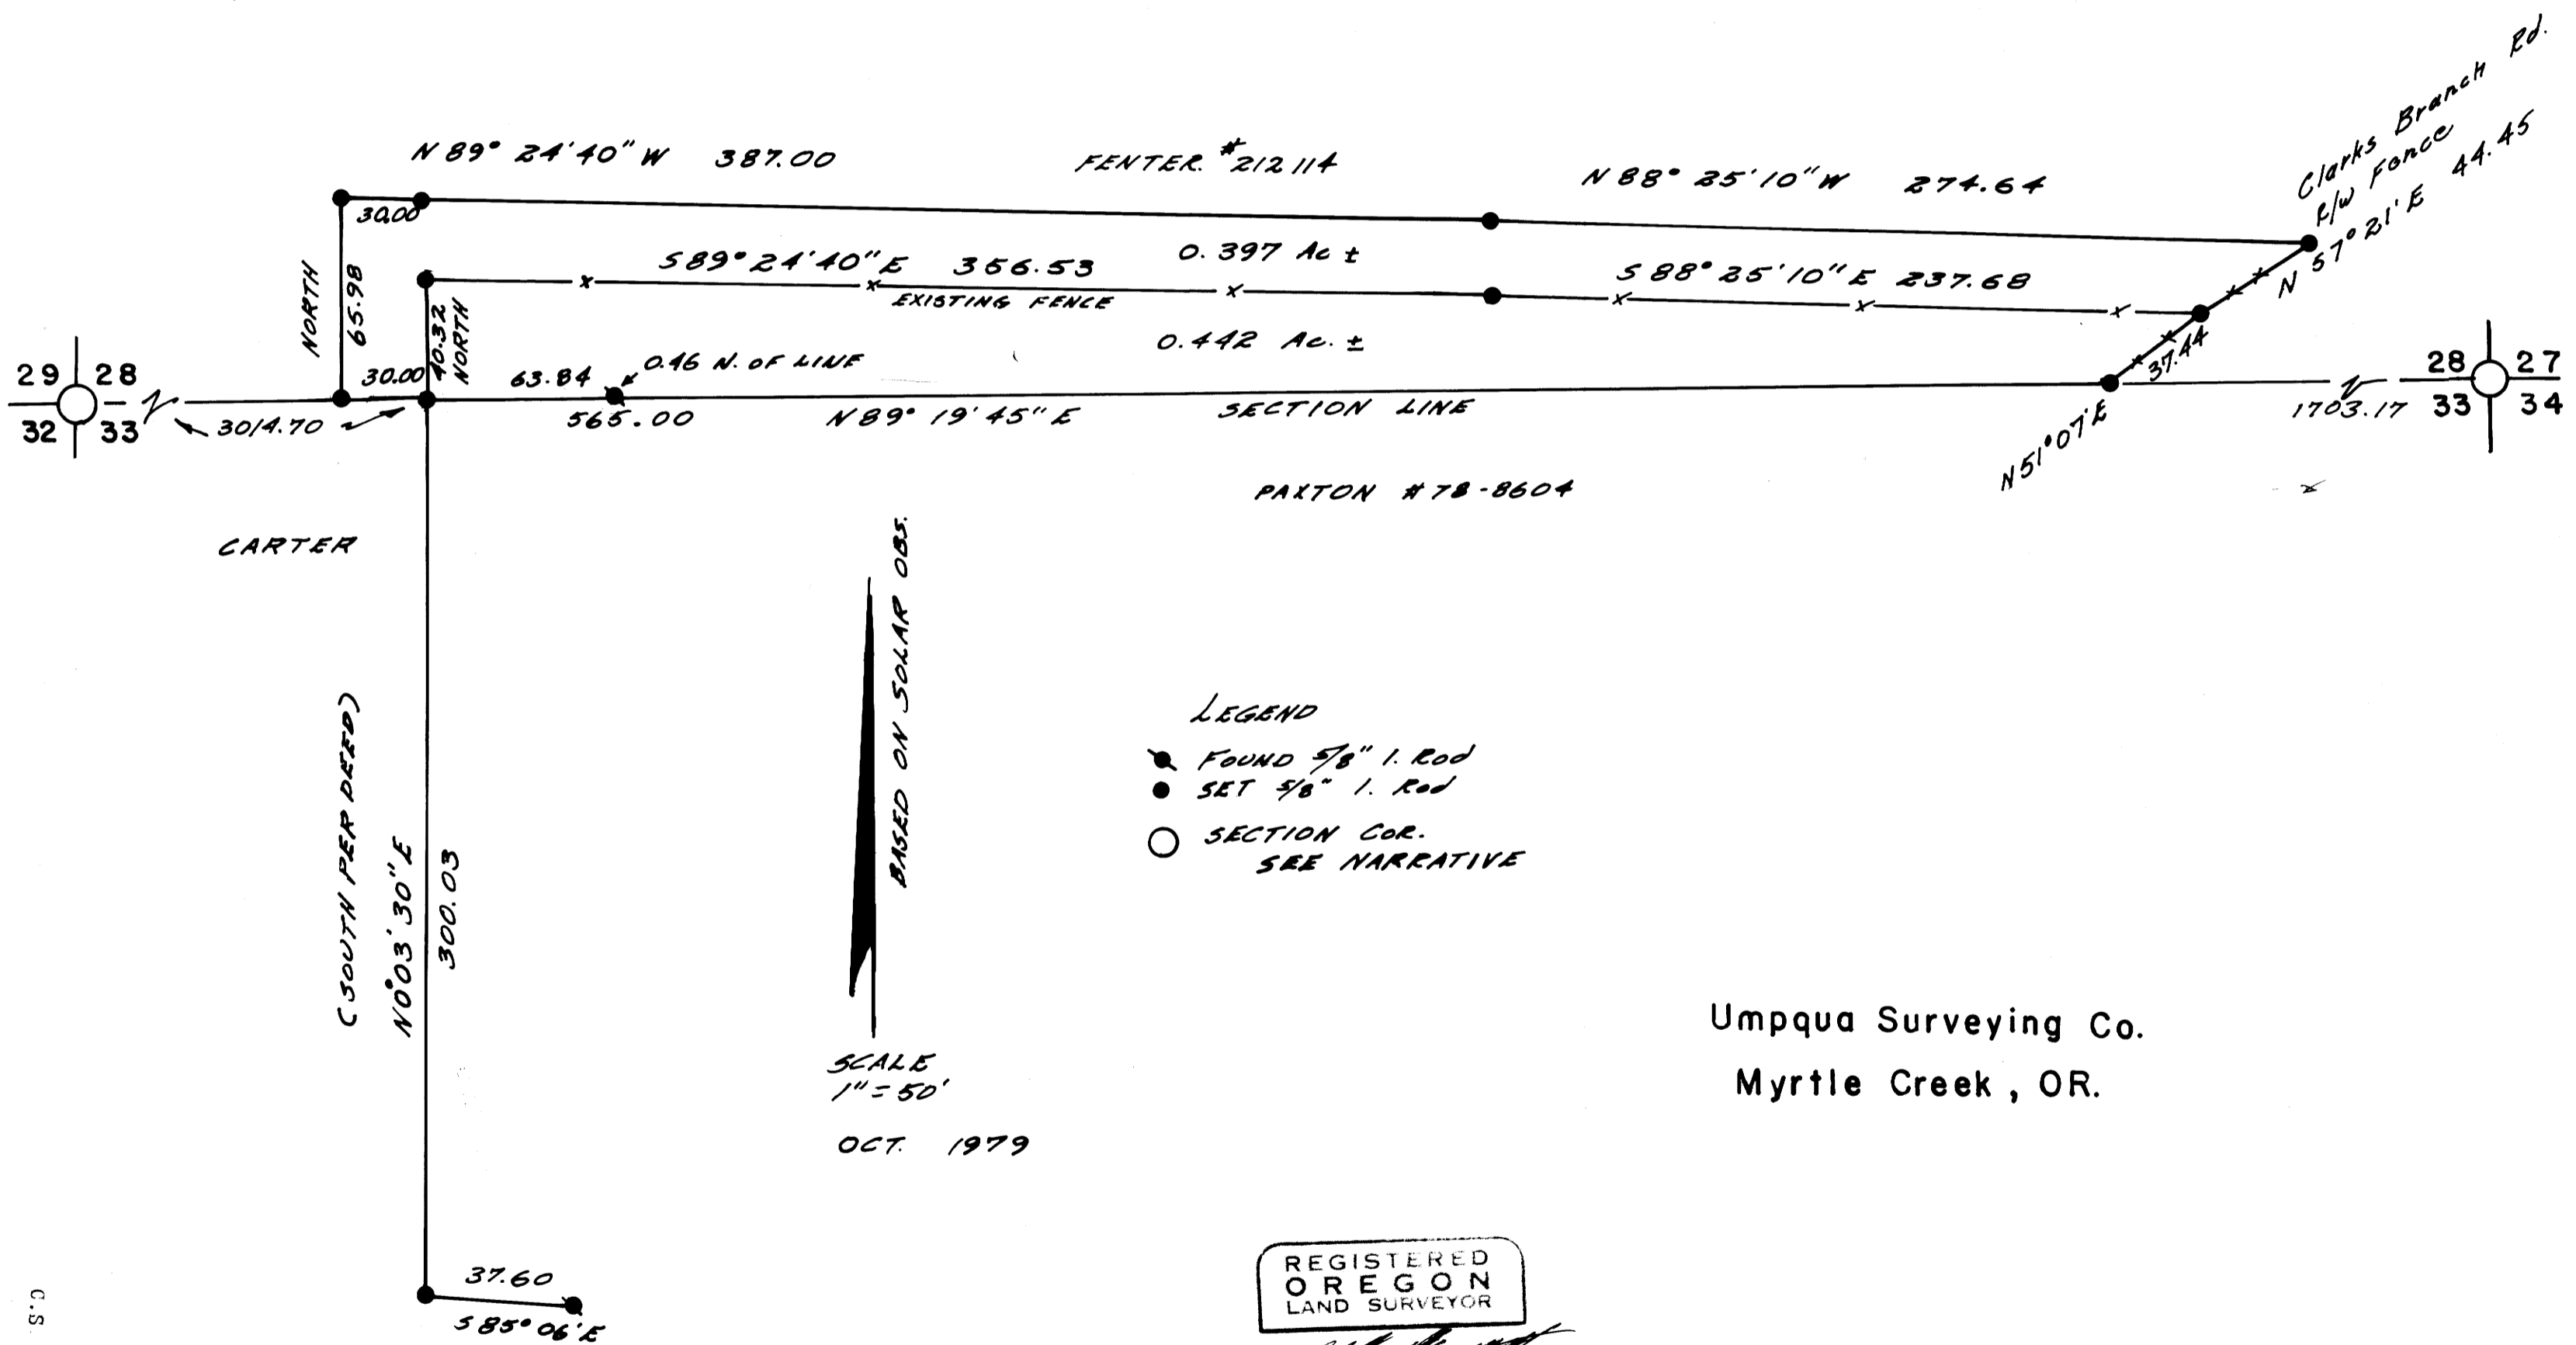 Clarks Branch Rd.
R/W Fence
N 57° 21' E 44.45
N 89° 24' 40" W 387.00
FENTER #212114
N 88° 25' 10" W 274.64
30.00
0.397 Ac ±
S 89° 24' 40" E 356.53
S 88° 25' 10" E 237.68
EXISTING FENCE
NORTH
65.98
40.32
NORTH
0.442 Ac. ±
37.44
0.46 N. OF LINE
29 28
32 33
30.00
63.84
28 27
33 34
3014.70
565.00
N 89° 19' 45" E
SECTION LINE
1703.17
N 51° 07' E
PAXTON #78-8604
CARTER
BASED ON SOLAR OBS.
(SOUTH PER DEED)
N 0° 03' 30" E
300.03
LEGEND
FOUND 5/8" I. Rod
SET 5/8" I. Rod
SECTION COR.
SEE NARRATIVE
SCALE
1" = 50'
OCT. 1979
Umpqua Surveying Co.
Myrtle Creek, OR.
37.60
S 85° 06' E
REGISTERED
OREGON
LAND SURVEYOR
C.S.